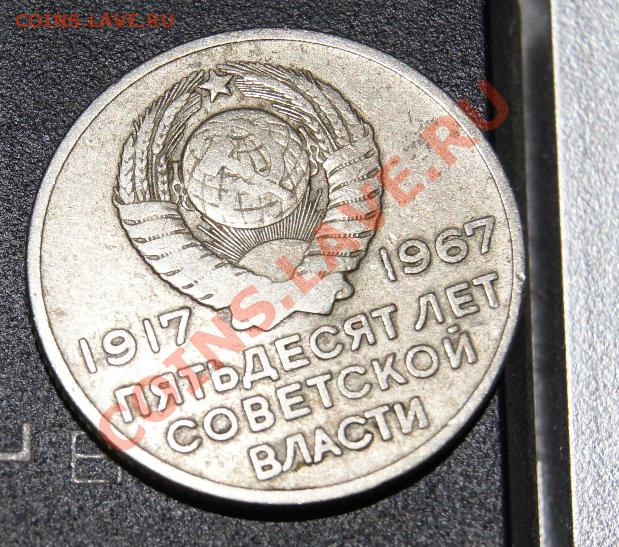 COINS.LAVE.RU
COINS.LAVE.RU
1917 1967
ПЯТЬДЕСЯТ ЛЕТ
СОВЕТСКОЙ
ВЛАСТИ